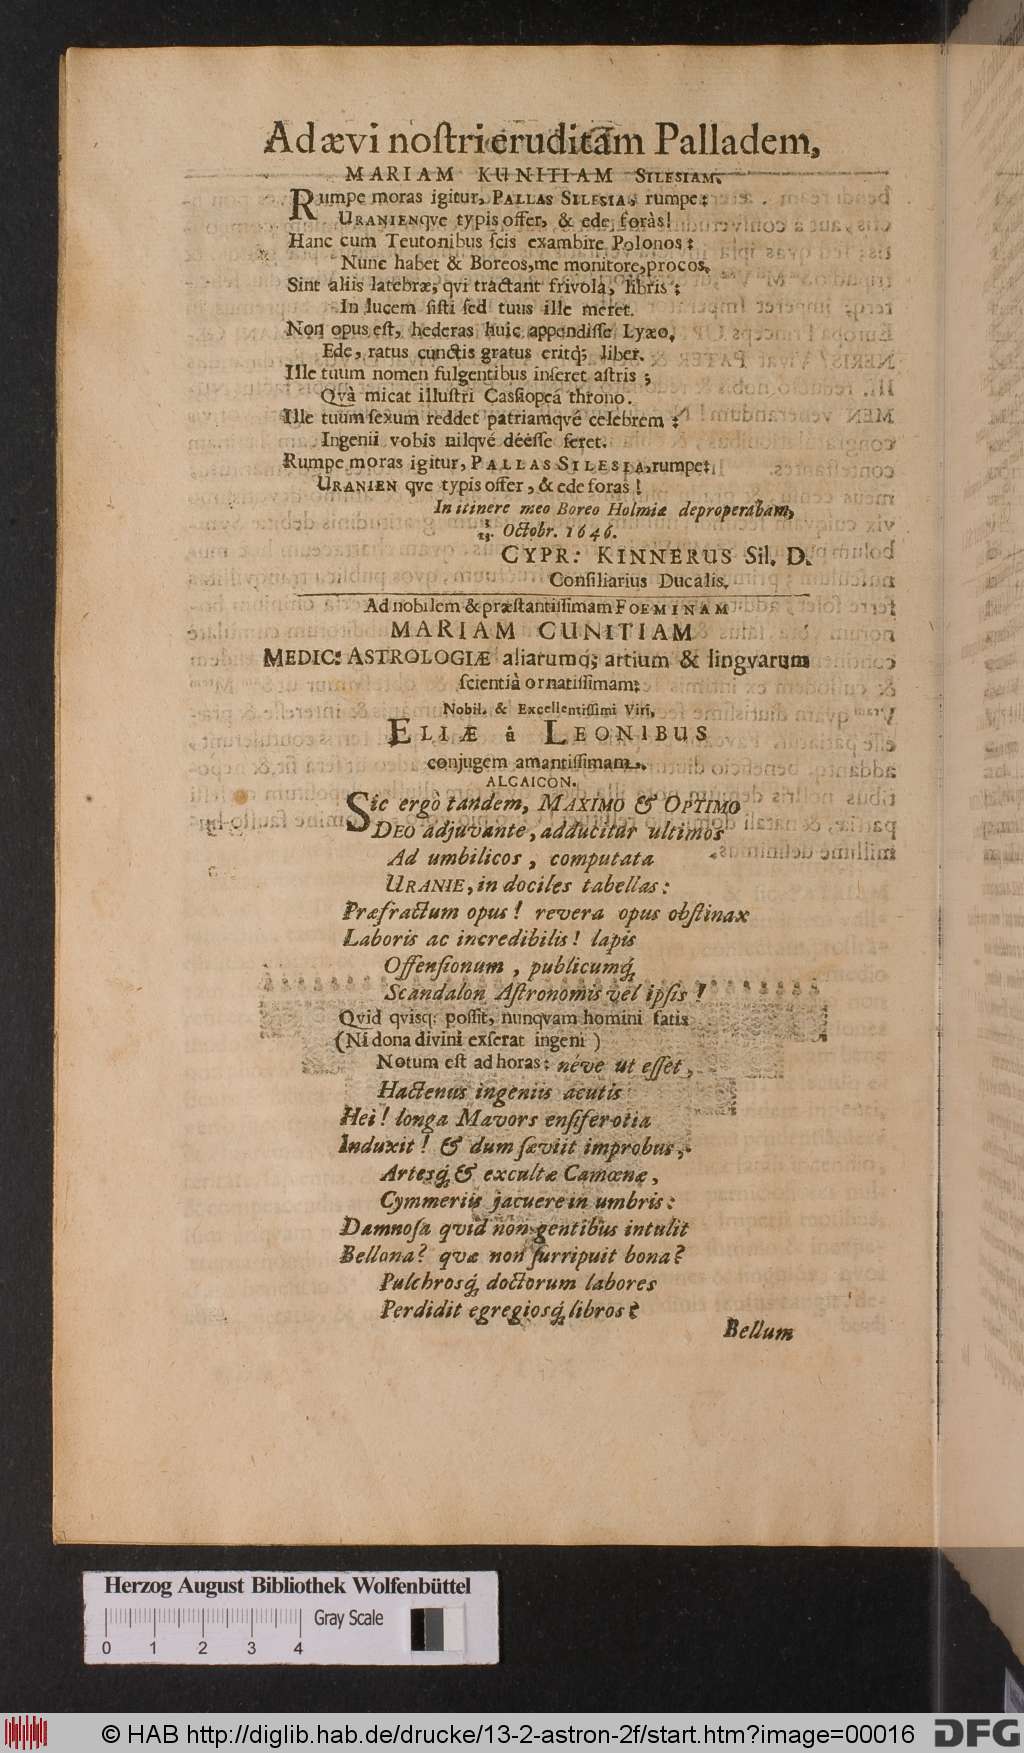 Ad ævi noſtri eruditam Palladem,
MARIAM KUNITIAM SILESIAM.
Rumpe moras igitur, PALLAS SILESIA, rumpe:
URANIENqve typis offer, & ede foràs!
Hanc cum Teutonibus ſcis exambire Polonos:
Nunc habet & Boreos, me monitore, procos.
Sint aliis latebræ, qvi tractant frivola, libris;
In lucem ſiſti ſed tuus ille meret.
Non opus eſt, hederas huic appendiſſe Lyæo,
Ede, ratus cunctis gratus eritq; liber.
Ille tuum nomen fulgentibus inſeret aſtris;
Qvà micat illuſtri Caſſiopea throno.
Ille tuum ſexum reddet patriamqvé celebrem:
Ingenii vobis nilqvé déeſſe feret.
Rumpe moras igitur, PALLAS SILESIA, rumpe:
URANIEN qve typis offer, & ede foras!
In itinere meo Boreo Holmiæ deproperabam,
3/13. Octobr. 1646.
CYPR: KINNERUS Sil. D.
Conſiliarius Ducalis.
Ad nobilem & præſtantiſſimam FOEMINAM
MARIAM CUNITIAM
MEDIC: ASTROLOGIÆ aliarumq; artium & lingvarum
ſcientià ornatiſſimam:
Nobil. & Excellentiſſimi Viri,
ELIÆ â LEONIBUS
conjugem amantiſſimam.
ALCAICON.
Sic ergò tandem, MAXIMO & OPTIMO
DEO adjuvante, adducitur ultimos
Ad umbilicos, computata
URANIE, in dociles tabellas:
Præfractum opus! revera opus obſtinax
Laboris ac incredibilis! lapis
Offenſionum, publicumq;
Scandalon Aſtronomis vel ipſis!
Qvid qvisq; poſſit, nunqvam homini ſatis
(Ni dona divini exſerat ingeni)
Notum eſt ad horas: néve ut eſſet,
Hactenus ingeniis acutis
Hei! longa Mavors enſifer otia
Induxit! & dum ſæviit improbus,
Artesq; & excultæ Camœnæ,
Cymmeriis jacuere in umbris:
Damnoſa qvid non gentibus intulit
Bellona? qvæ non ſurripuit bona?
Pulchrosq; doctorum labores
Perdidit egregiosq; libros?
Bellum
Herzog August Bibliothek Wolfenbüttel
0 1 2 3 4 Gray Scale
© HAB http://diglib.hab.de/drucke/13-2-astron-2f/start.htm?image=00016 DFG